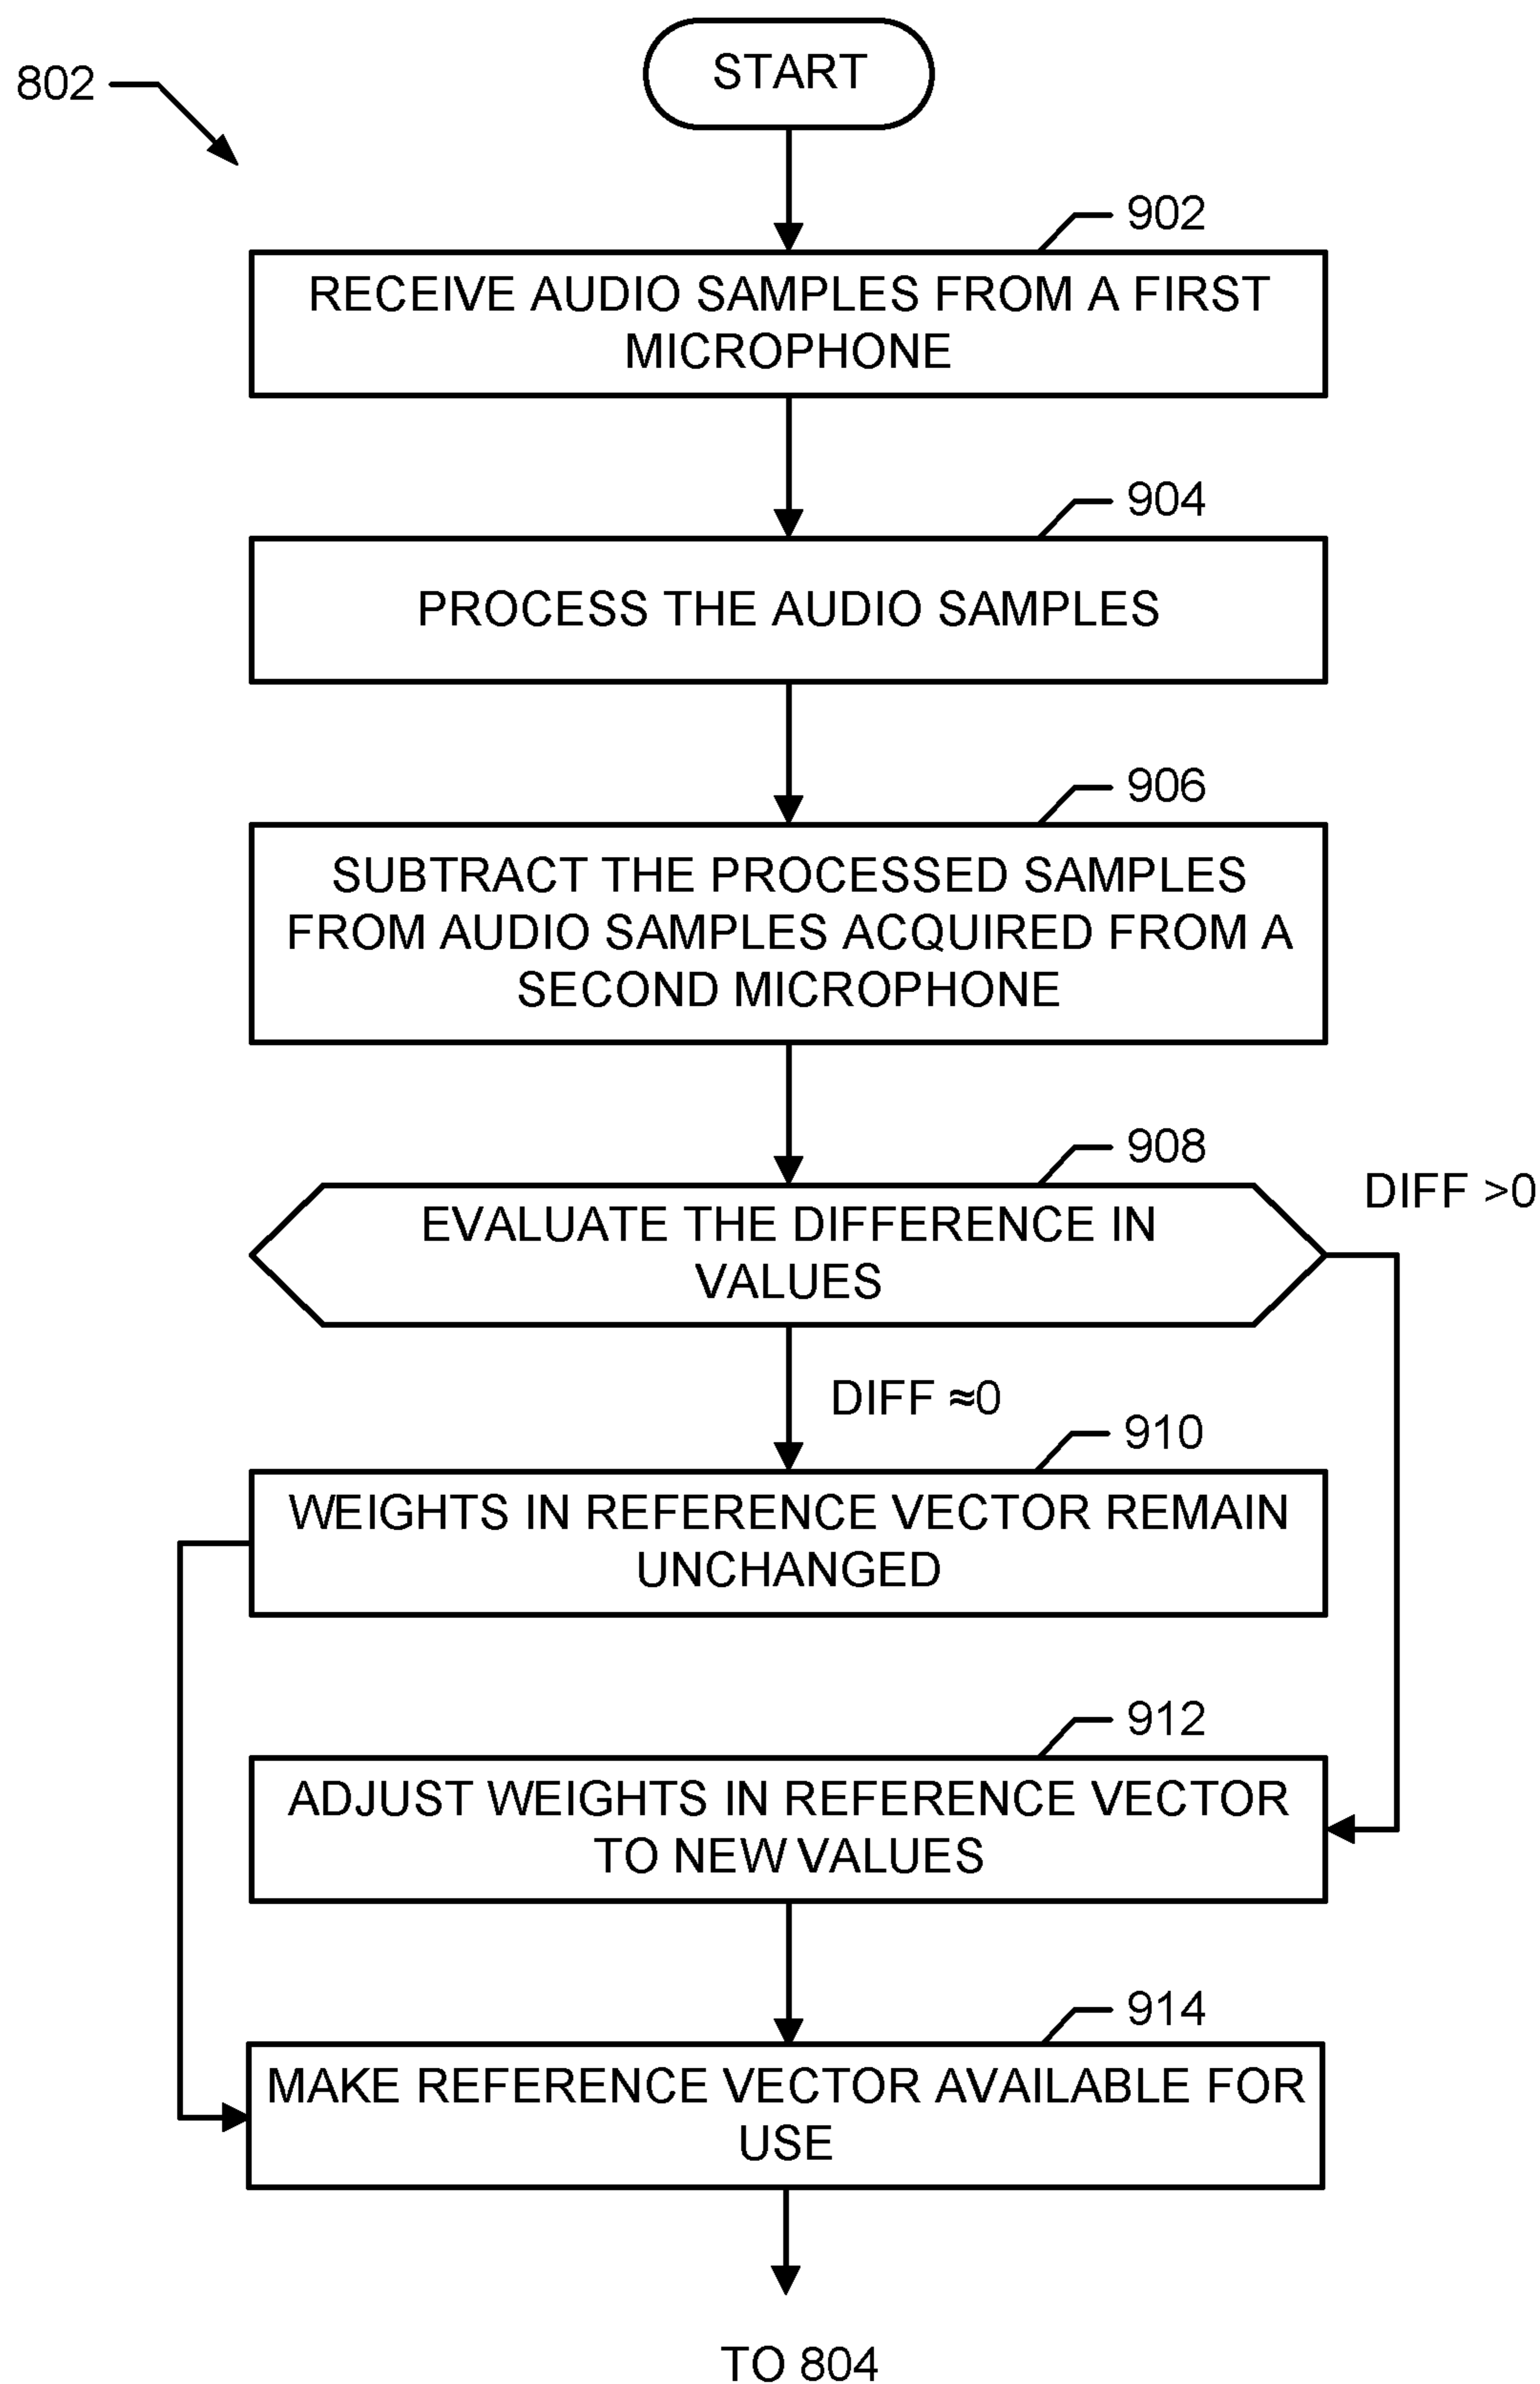 START
802
902
RECEIVE AUDIO SAMPLES FROM A FIRST
MICROPHONE
904
PROCESS THE AUDIO SAMPLES
906
SUBTRACT THE PROCESSED SAMPLES
FROM AUDIO SAMPLES ACQUIRED FROM A
SECOND MICROPHONE
908
DIFF >0
EVALUATE THE DIFFERENCE IN
VALUES
DIFF ≈0
910
WEIGHTS IN REFERENCE VECTOR REMAIN
UNCHANGED
912
ADJUST WEIGHTS IN REFERENCE VECTOR
TO NEW VALUES
914
MAKE REFERENCE VECTOR AVAILABLE FOR
USE
TO 804